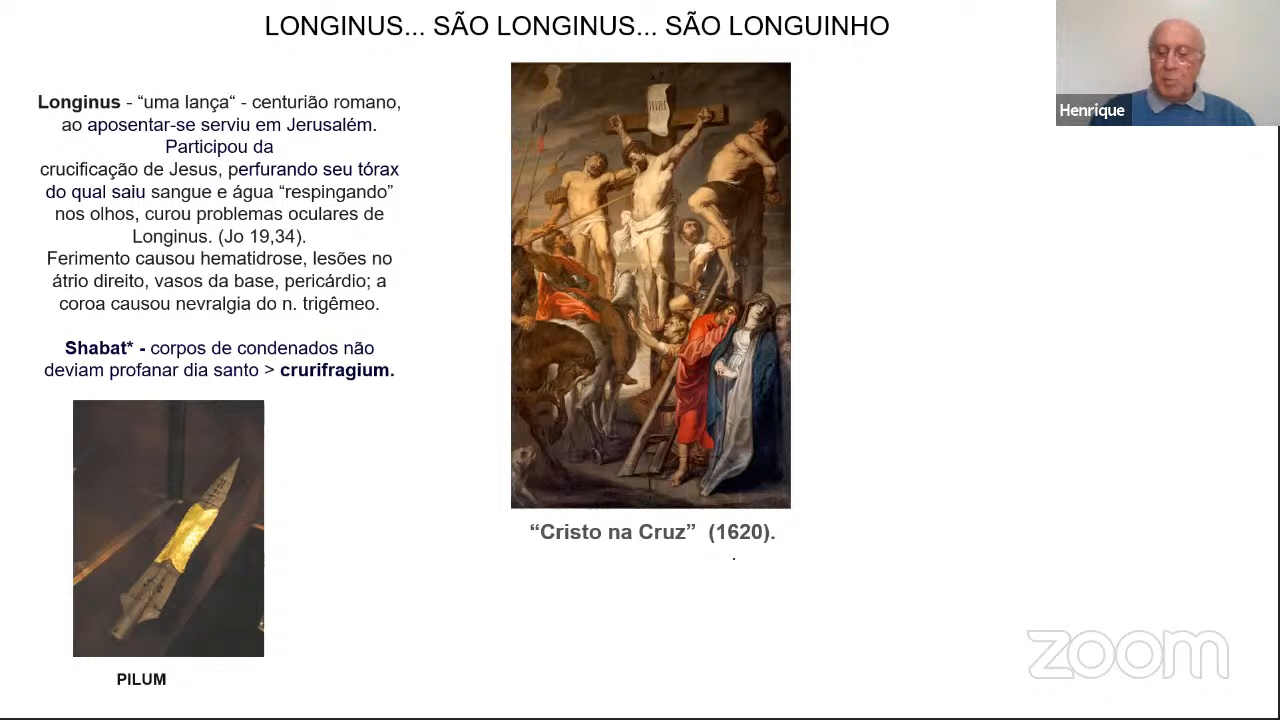 LONGINUS... SÃO LONGINUS... SÃO LONGUINHO
Henrique
Longinus - “uma lança“ - centurião romano,
ao aposentar-se serviu em Jerusalém.
Participou da
crucificação de Jesus, perfurando seu tórax
do qual saiu sangue e água “respingando”
nos olhos, curou problemas oculares de
Longinus. (Jo 19,34).
Ferimento causou hematidrose, lesões no
átrio direito, vasos da base, pericárdio; a
coroa causou nevralgia do n. trigêmeo.
Shabat* - corpos de condenados não
deviam profanar dia santo > crurifragium.
PILUM
INRI
“Cristo na Cruz” (1620).
.
zoom